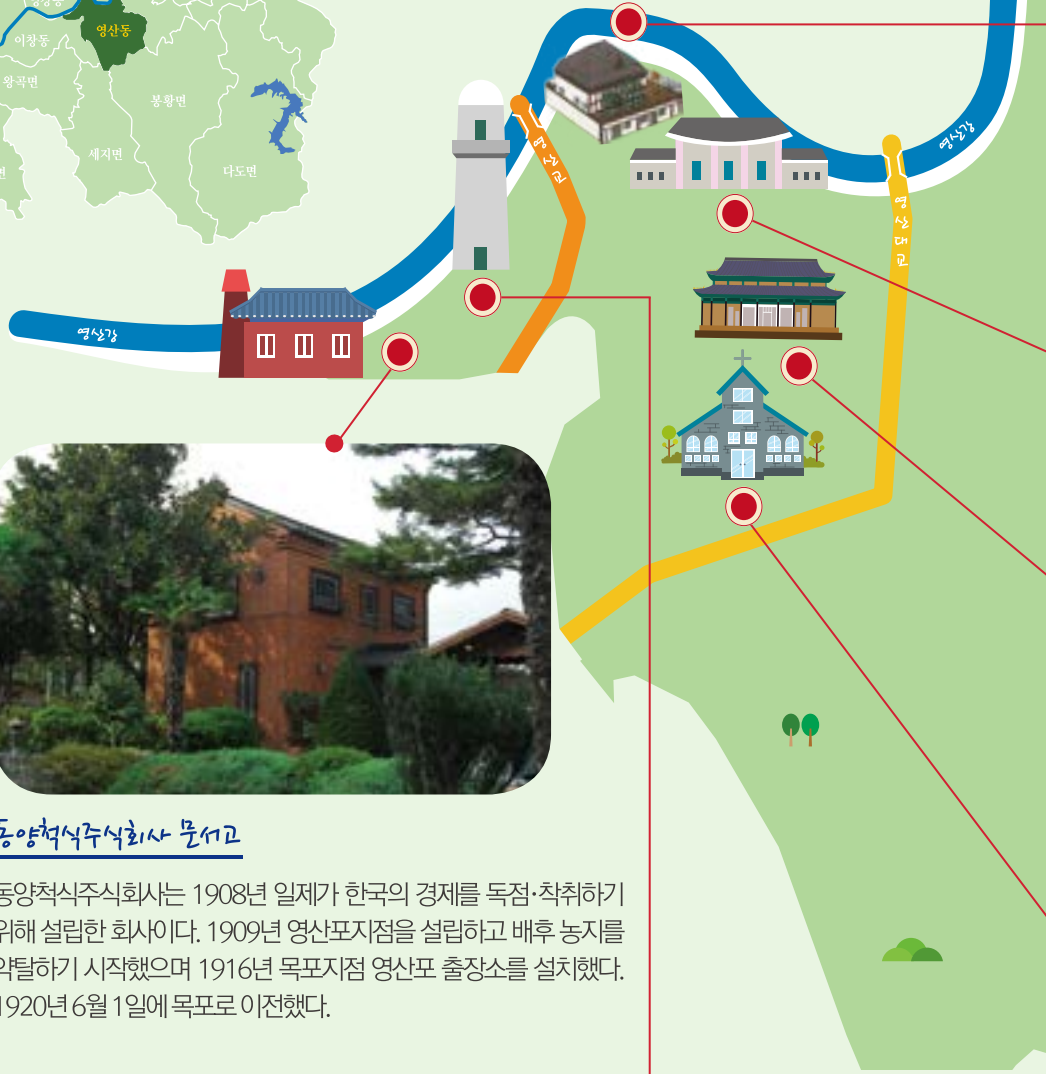 영산동
이창동
왕곡면
봉황면
세지면
다도면
면
영산교
영산강
영산대교
영산강
동양척식주식회사 문서고
동양척식주식회사는 1908년 일제가 한국의 경제를 독점·착취하기
위해 설립한 회사이다. 1909년 영산포지점을 설립하고 배후 농지를
약탈하기 시작했으며 1916년 목포지점 영산포 출장소를 설치했다.
1920년 6월 1일에 목포로 이전했다.